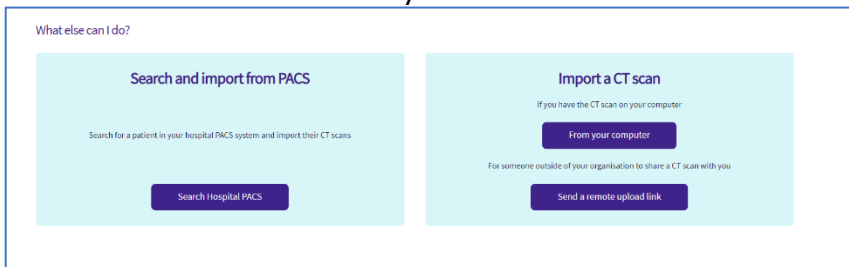 What else can I do?
Search and import from PACS
Search for a patient in your hospital PACS system and import their CT scans
Search Hospital PACS
Import a CT scan
If you have the CT scan on your computer
From your computer
For someone outside of your organisation to share a CT scan with you
Send a remote upload link